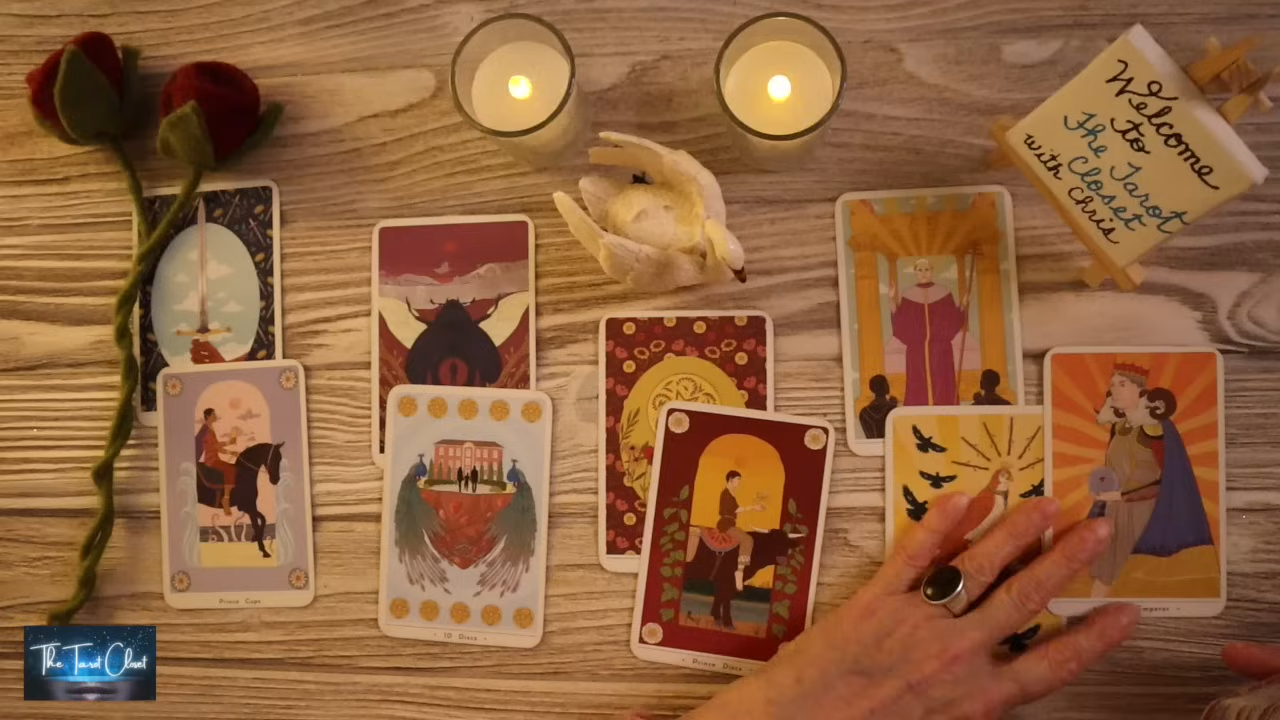 Welcome
to
The Tarot
Closet
with Chris
Prince Cups
10 Discs
Prince Discs
Emperor
The Tarot Closet